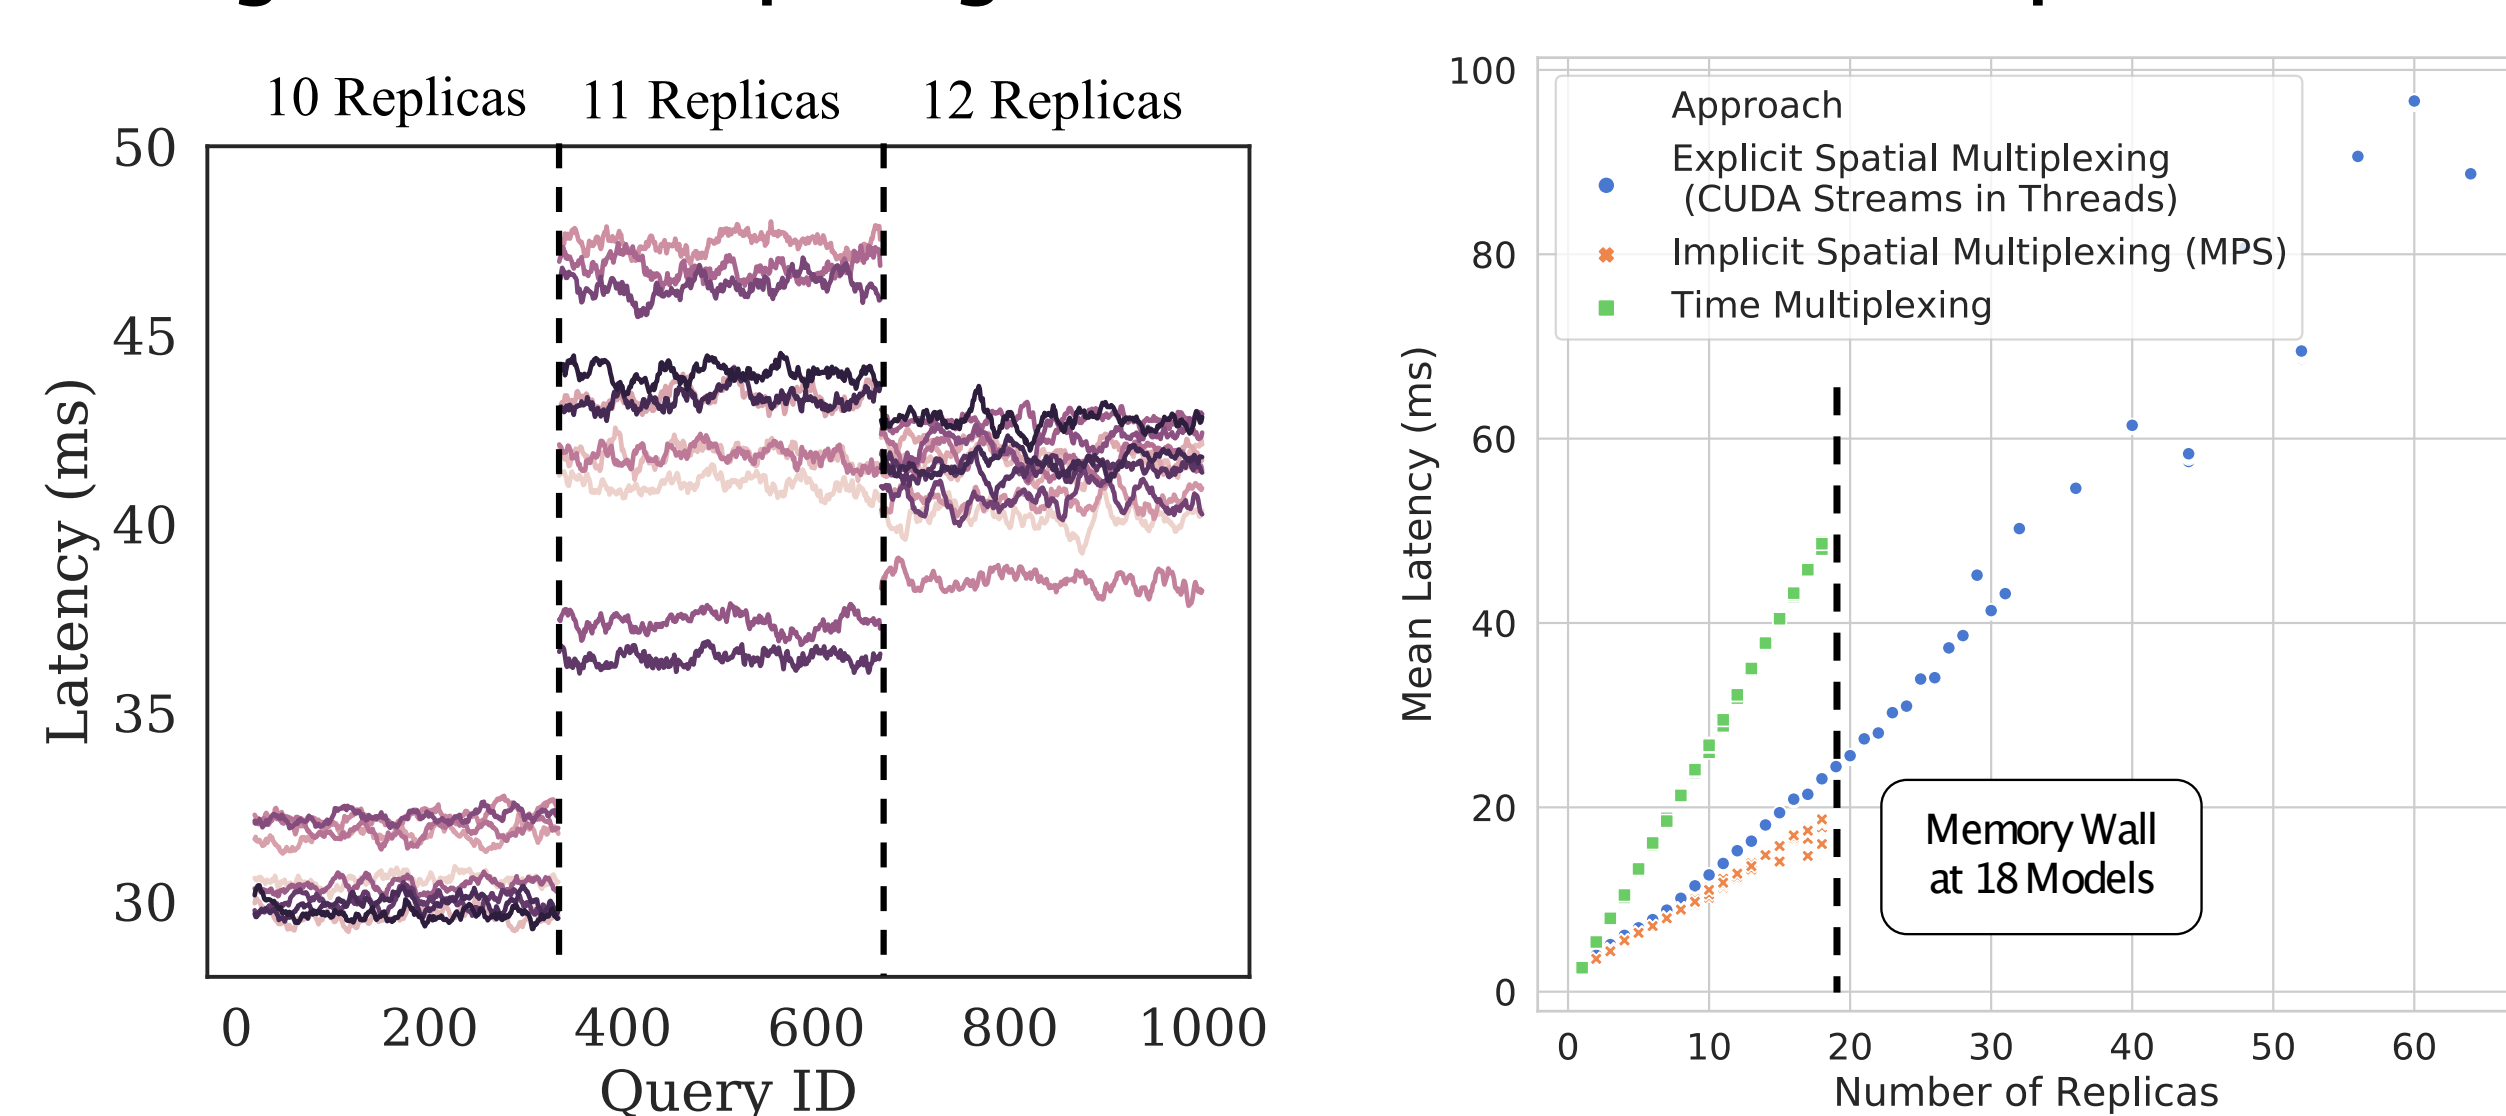 10 Replicas 11 Replicas 12 Replicas
50
45
40
35
30
Latency (ms)
0 200 400 600 800 1000
Query ID
100
80
60
40
20
0
Mean Latency (ms)
Approach
Explicit Spatial Multiplexing
(CUDA Streams in Threads)
Implicit Spatial Multiplexing (MPS)
Time Multiplexing
Memory Wall
at 18 Models
0 10 20 30 40 50 60
Number of Replicas